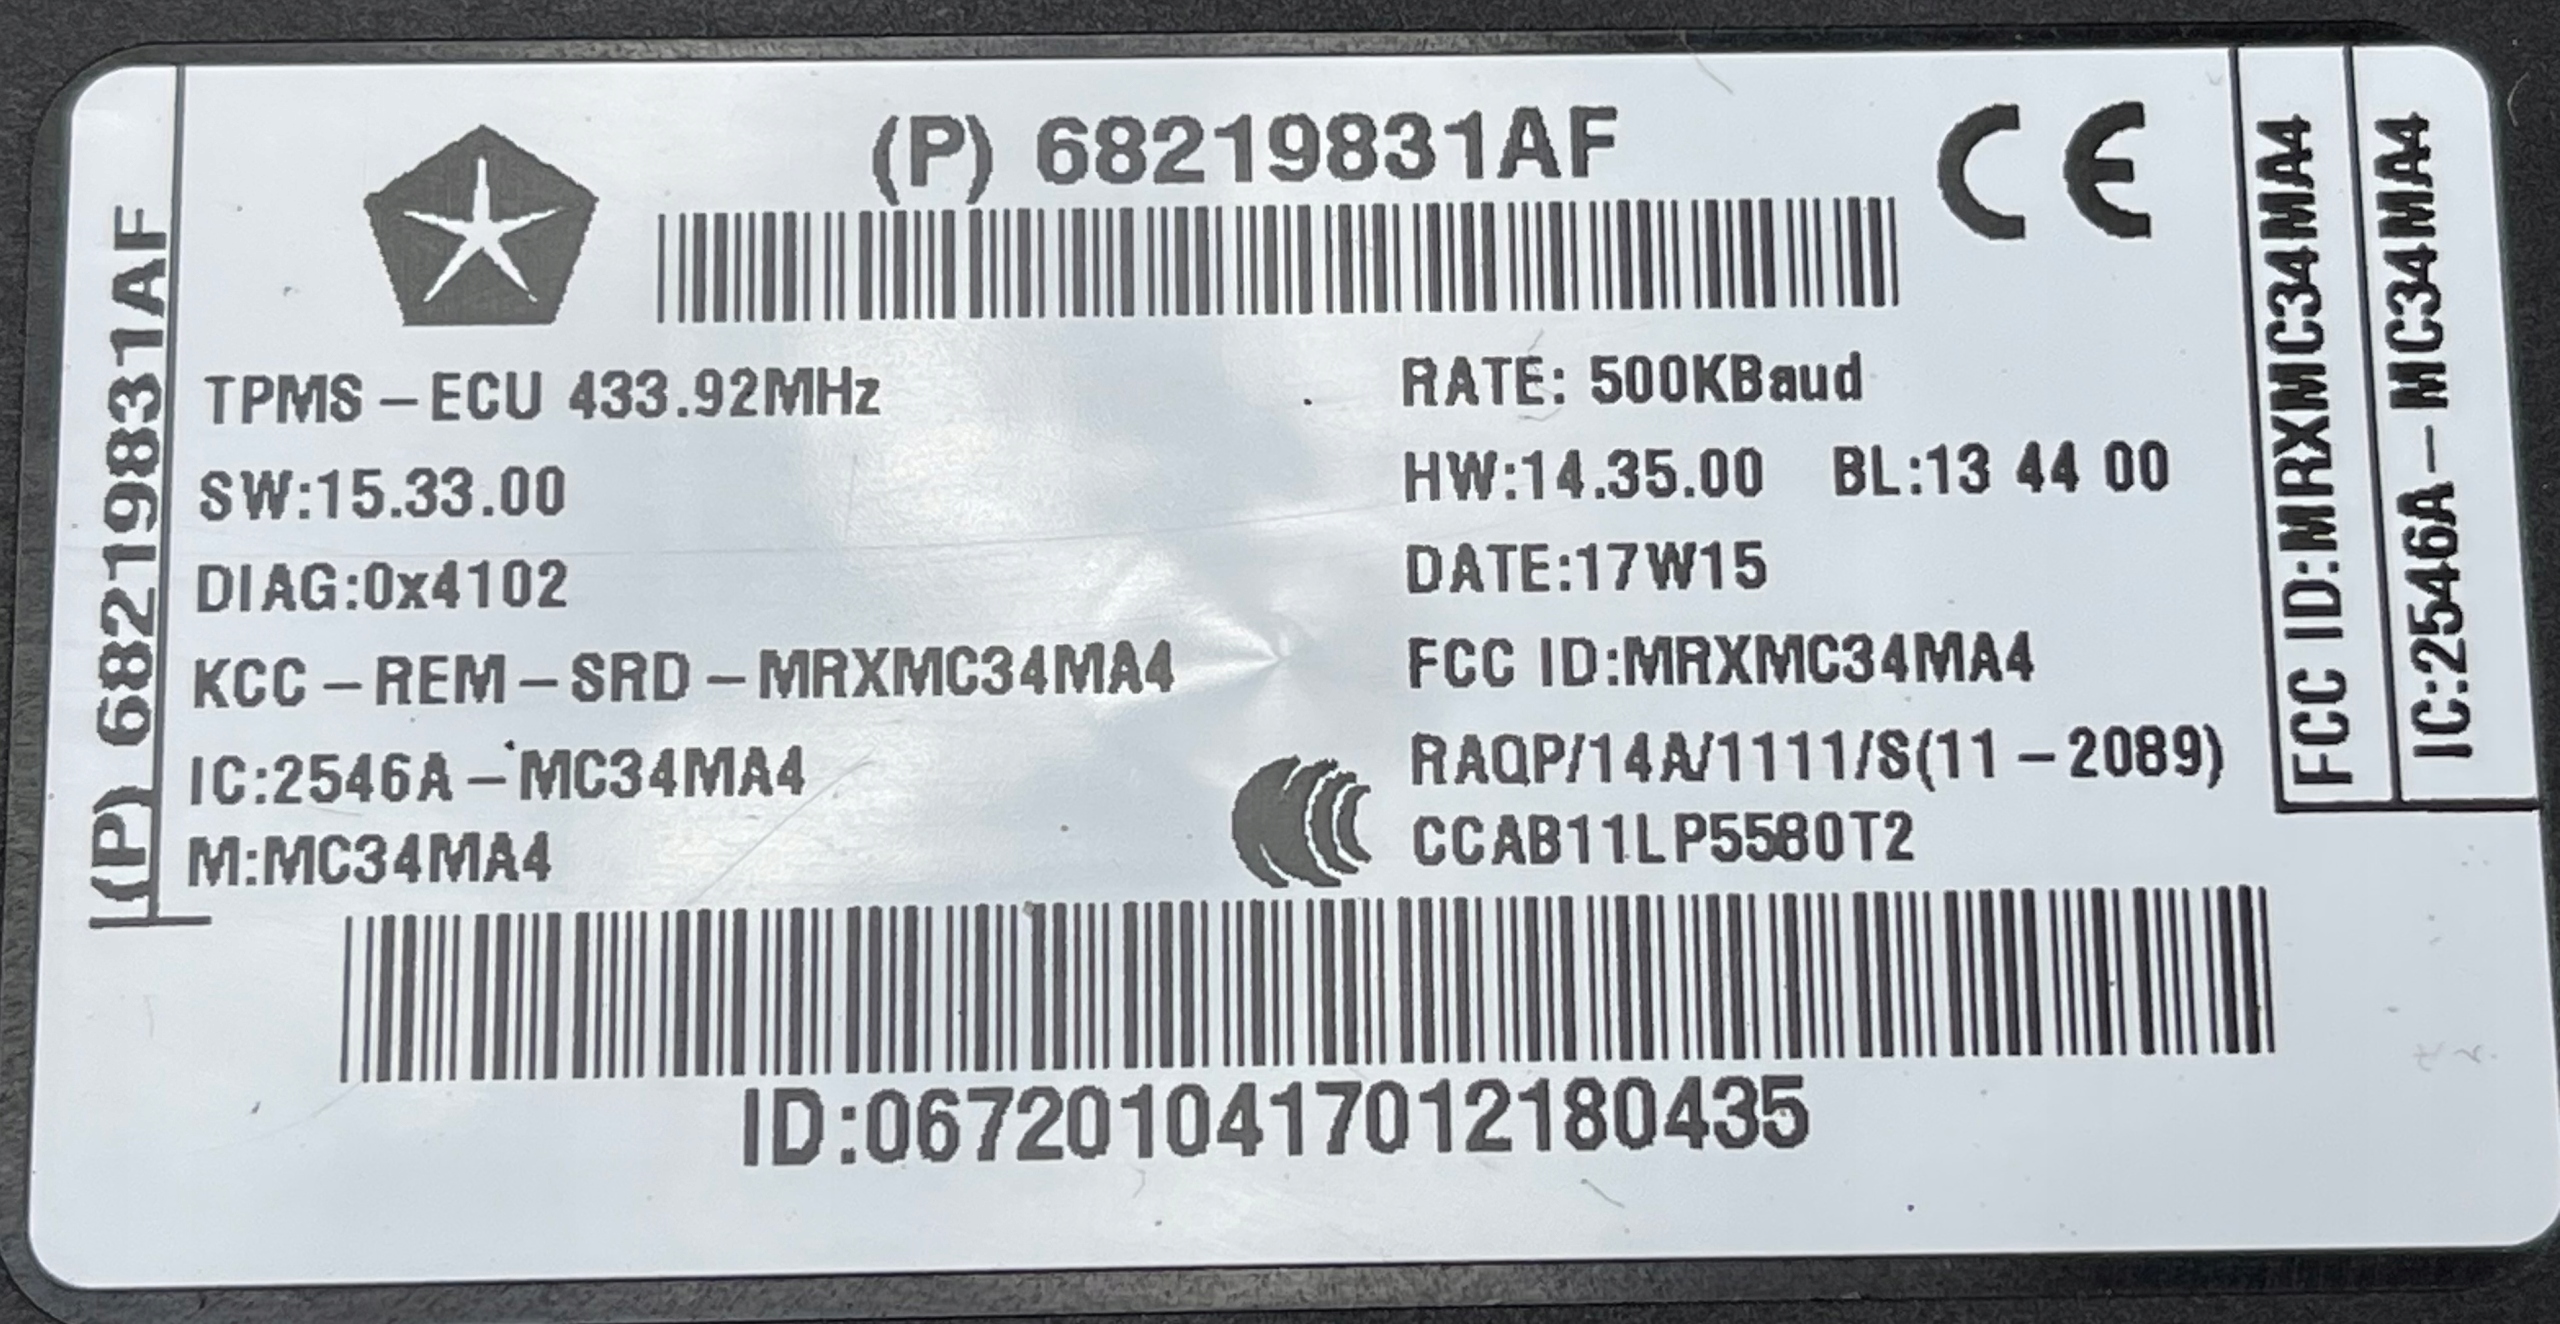 (P) 68219831AF
CE
(P) 68219831AF
TPMS-ECU 433.92MHz
RATE: 500KBaud
SW:15.33.00
HW:14.35.00 BL:13 44 00
DIAG:0x4102
DATE:17W15
KCC-REM-SRD-MRXMC34MA4
FCC ID:MRXMC34MA4
IC:2546A-MC34MA4
RAQP/14A/1111/S(11-2089)
M:MC34MA4
CCAB11LP5580T2
ID:0672010417012180435
FCC ID:MRXMC34MA4
IC:2546A-MC34MA4